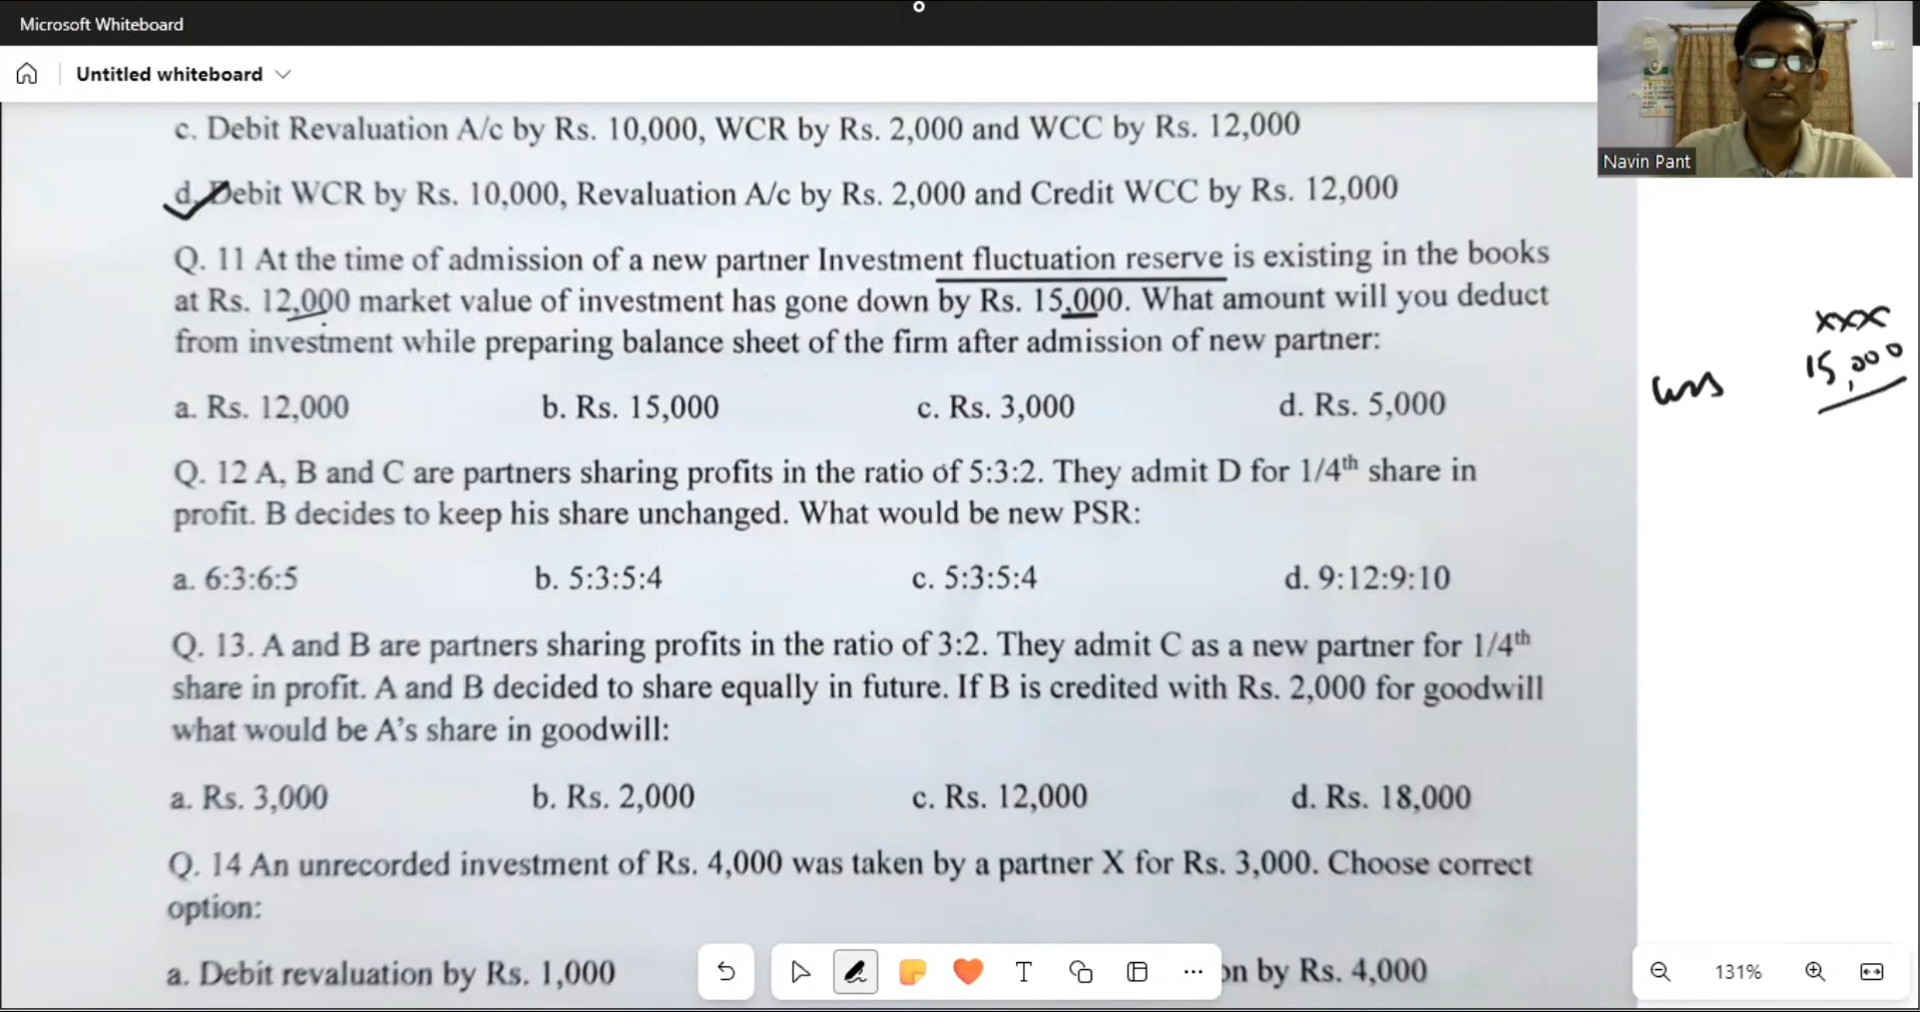 Microsoft Whiteboard
Untitled whiteboard
Navin Pant
c. Debit Revaluation A/c by Rs. 10,000, WCR by Rs. 2,000 and WCC by Rs. 12,000
d. Debit WCR by Rs. 10,000, Revaluation A/c by Rs. 2,000 and Credit WCC by Rs. 12,000
Q. 11 At the time of admission of a new partner Investment fluctuation reserve is existing in the books
at Rs. 12,000 market value of investment has gone down by Rs. 15,000. What amount will you deduct
from investment while preparing balance sheet of the firm after admission of new partner:
a. Rs. 12,000 b. Rs. 15,000 c. Rs. 3,000 d. Rs. 5,000
xxx
15,000
Q. 12 A, B and C are partners sharing profits in the ratio of 5:3:2. They admit D for 1/4th share in
profit. B decides to keep his share unchanged. What would be new PSR:
a. 6:3:6:5 b. 5:3:5:4 c. 5:3:5:4 d. 9:12:9:10
Q. 13. A and B are partners sharing profits in the ratio of 3:2. They admit C as a new partner for 1/4th
share in profit. A and B decided to share equally in future. If B is credited with Rs. 2,000 for goodwill
what would be A's share in goodwill:
a. Rs. 3,000 b. Rs. 2,000 c. Rs. 12,000 d. Rs. 18,000
Q. 14 An unrecorded investment of Rs. 4,000 was taken by a partner X for Rs. 3,000. Choose correct
option:
a. Debit revaluation by Rs. 1,000 on by Rs. 4,000
131%